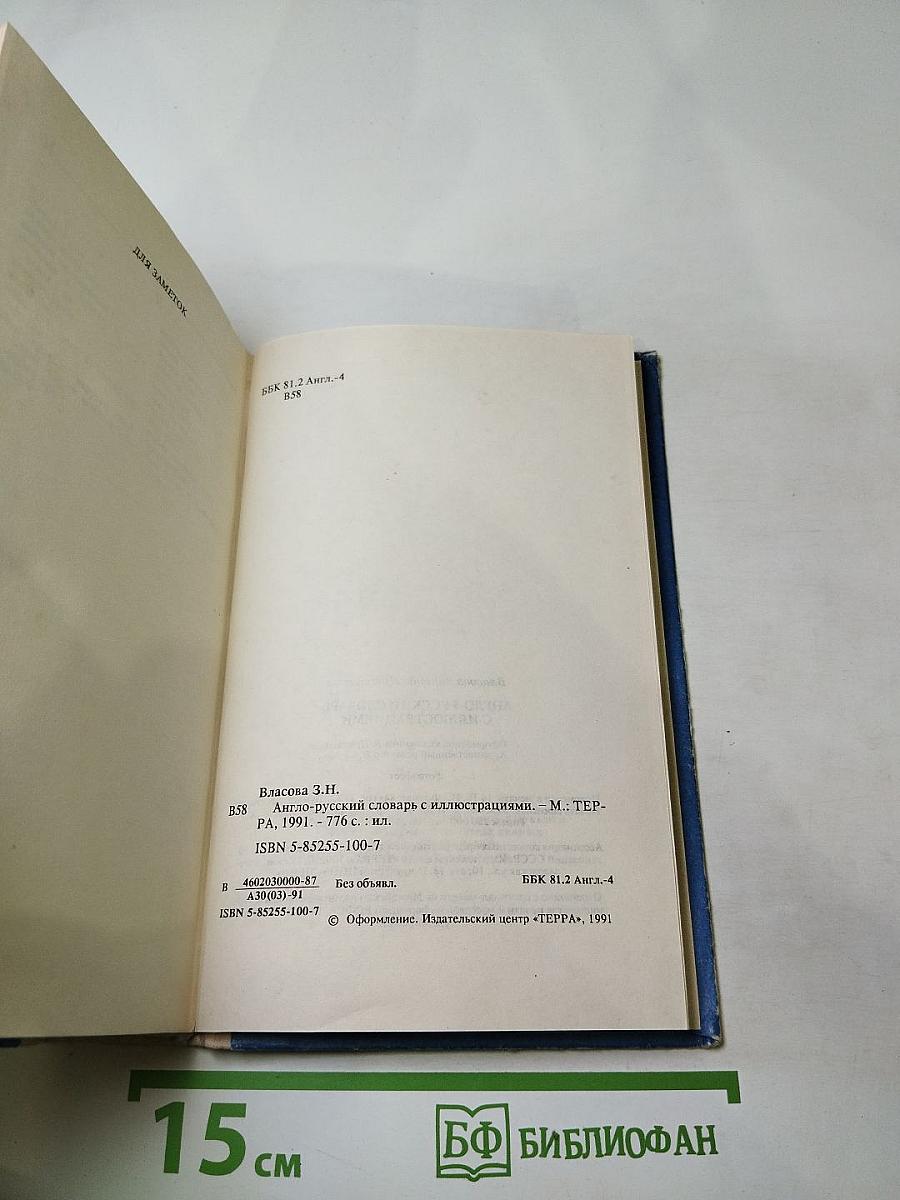 ДЛЯ ЗАМЕТОК
ББК 81.2 Англ.-4
В58
Власова З.Н.
В58 Англо-русский словарь с иллюстрациями. – М.: ТЕР-
РА, 1991. - 776 с. : ил.
ISBN 5-85255-100-7
В 4602030000-87 Без объявл. ББК 81.2 Англ.-4
А30(03)-91
ISBN 5-85255-100-7
© Оформление. Издательский центр «ТЕРРА», 1991
15 см
БФ БИБЛИОФАН